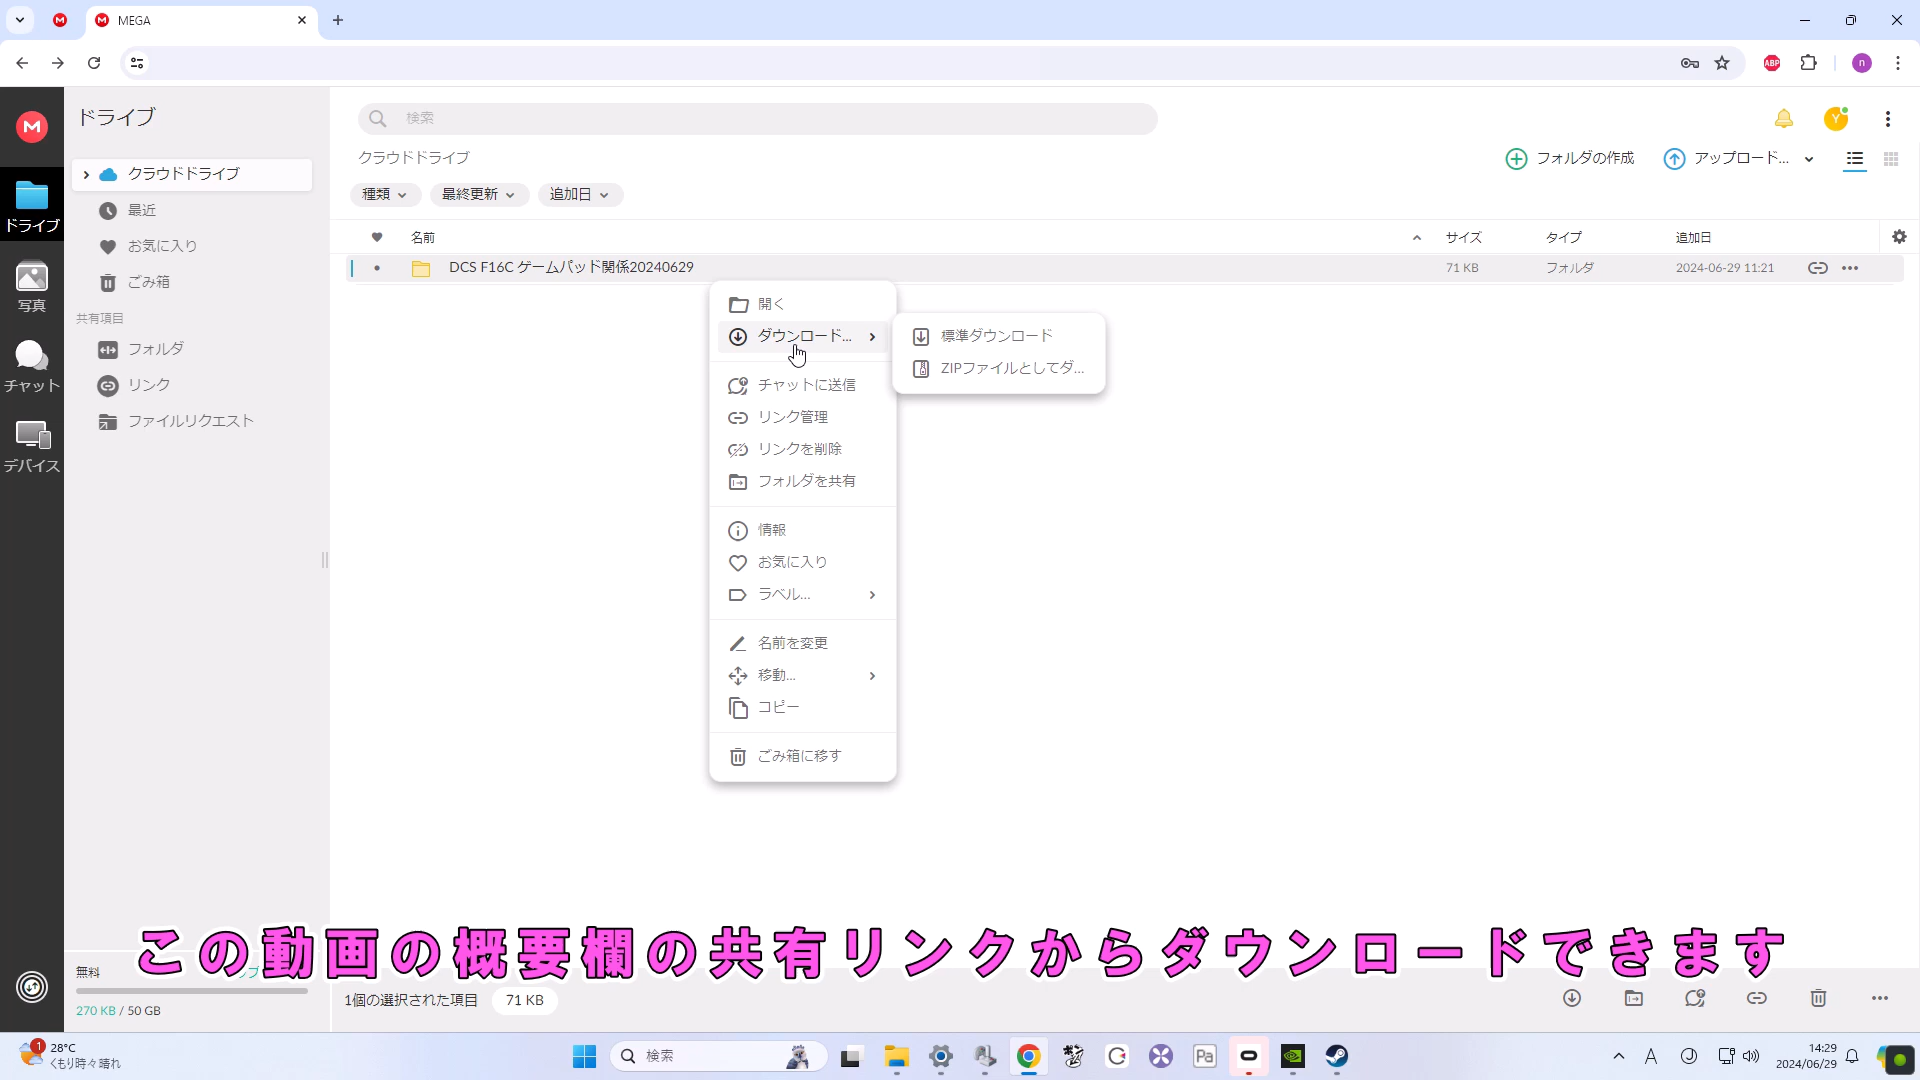 MEGA
ABP
n
ドライブ
検索
Y
クラウドドライブ
フォルダの作成
アップロード...
種類
最終更新
追加日
クラウドドライブ
最近
お気に入り
ごみ箱
共有項目
フォルダ
リンク
ファイルリクエスト
ドライブ
写真
チャット
デバイス
名前
サイズ
タイプ
追加日
DCS F16C ゲームパッド関係20240629
71 KB
フォルダ
2024-06-29 11:21
開く
ダウンロード...
標準ダウンロード
ZIPファイルとしてダ...
チャットに送信
リンク管理
リンクを削除
フォルダを共有
情報
お気に入り
ラベル...
名前を変更
移動...
コピー
ごみ箱に移す
この動画の概要欄の共有リンクからダウンロードできます
無料
270 KB / 50 GB
1個の選択された項目
71 KB
1
28°C
くもり時々晴れ
検索
Pa
A
14:29
2024/06/29